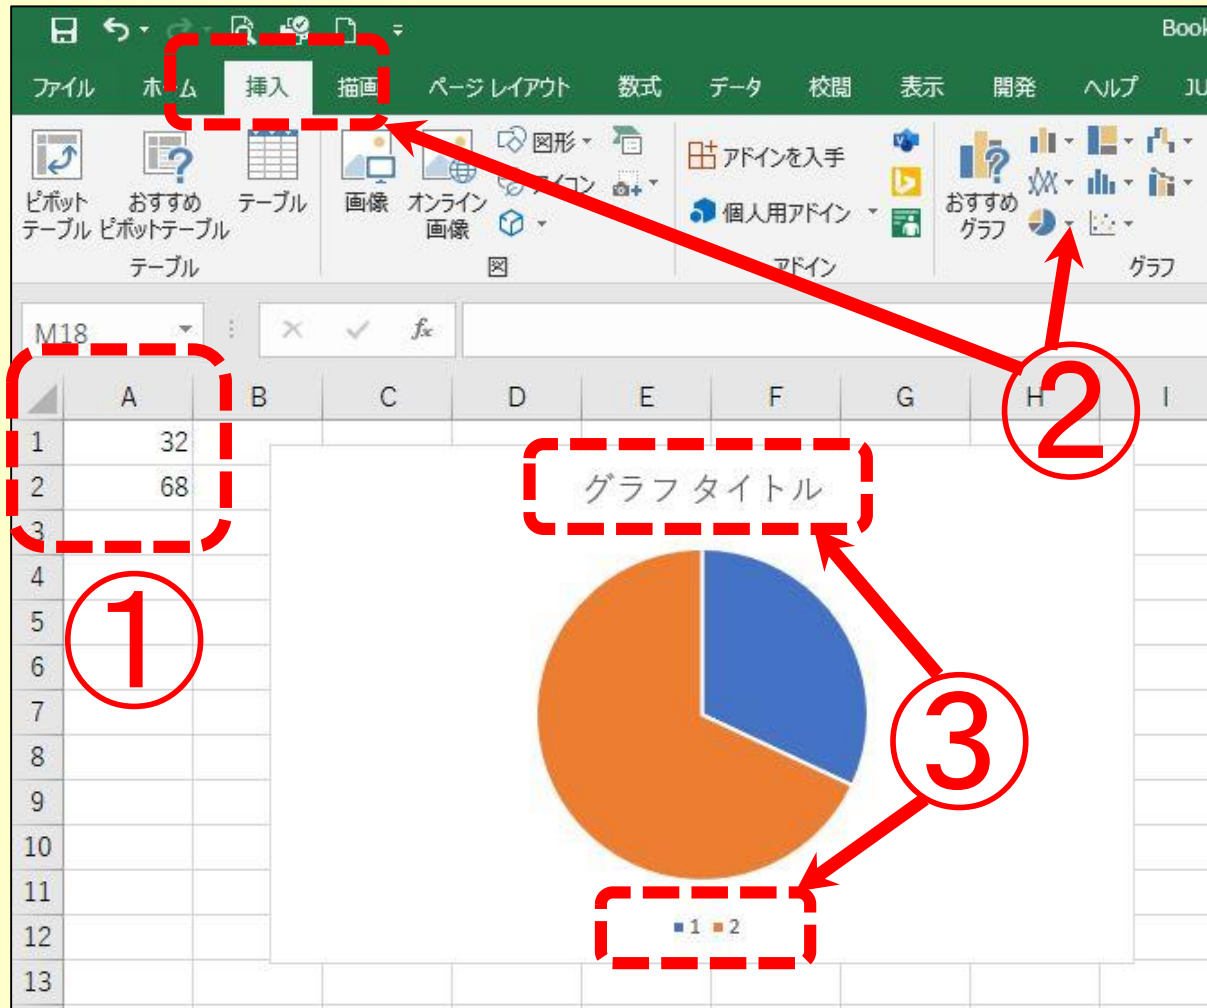 Book
ファイル ホーム 挿入 描画 ページ レイアウト 数式 データ 校閲 表示 開発 ヘルプ JU
ピボット
テーブル
おすすめ
ピボットテーブル
テーブル
画像
オンライン
画像
図形
アイコン
アドインを入手
個人用アドイン
おすすめ
グラフ
テーブル 図 アドイン グラフ
M18 fx
A B C D E F G H I
②
1 32
2 68
グラフ タイトル
3
4
①
5
6
7
③
8
9
10
11
12
1 2
13